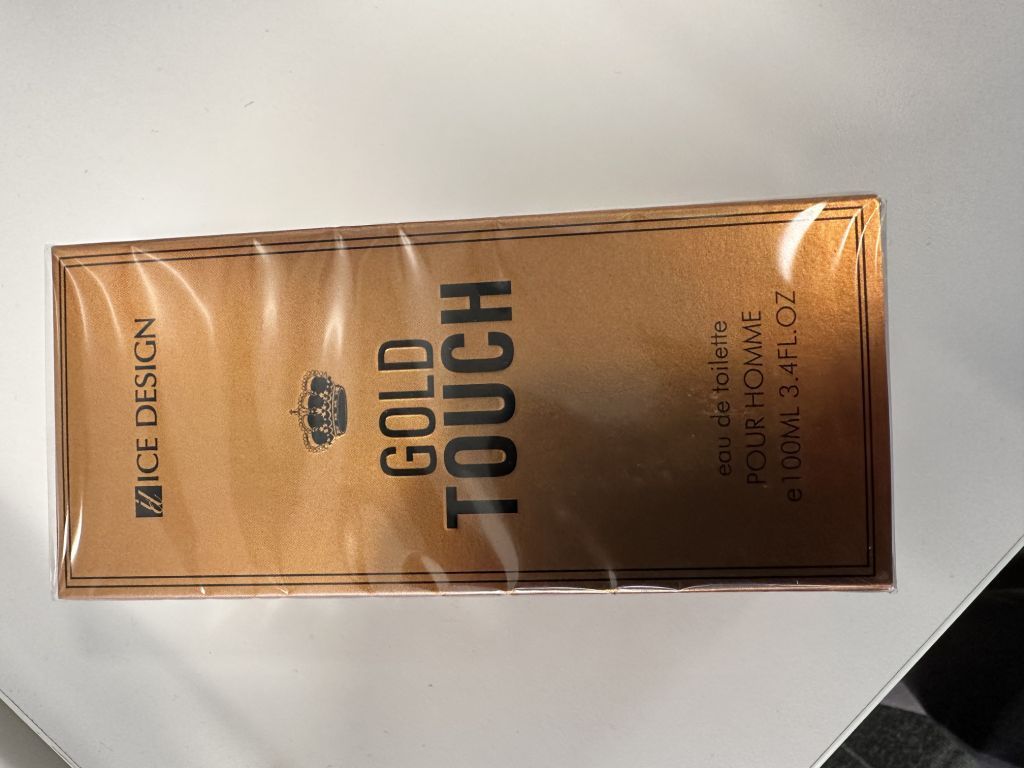 ICE DESIGN
GOLD
TOUCH
eau de toilette
POUR HOMME
e100ML 3.4FL.OZ